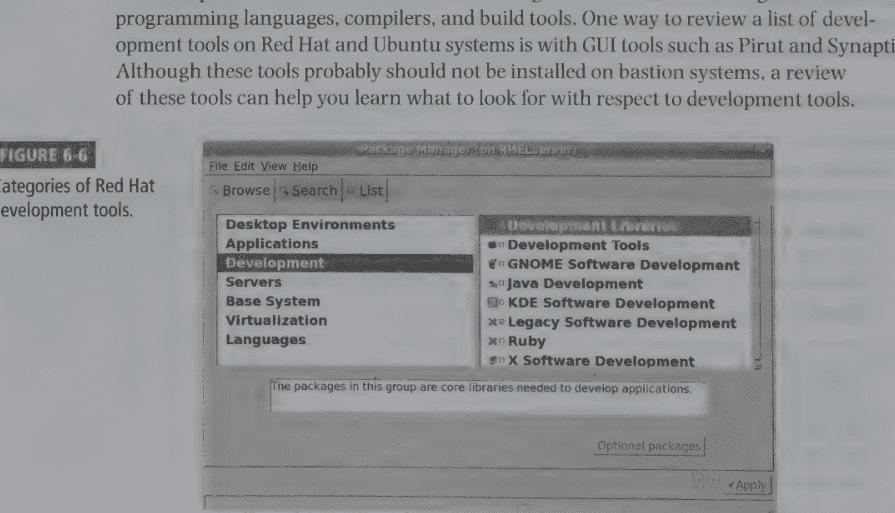 programming languages, compilers, and build tools. One way to review a list of devel-
opment tools on Red Hat and Ubuntu systems is with GUI tools such as Pirut and Synapti
Although these tools probably should not be installed on bastion systems, a review
of these tools can help you learn what to look for with respect to development tools.
FIGURE 6-6
ategories of Red Hat
evelopment tools.
Package Manager (on RHELserver)
File Edit View Help
Browse Search List
Desktop Environments
Applications
Development
Servers
Base System
Virtualization
Languages
Development Libraries
Development Tools
GNOME Software Development
Java Development
KDE Software Development
Legacy Software Development
Ruby
X Software Development
The packages in this group are core libraries needed to develop applications.
Optional packages
Apply